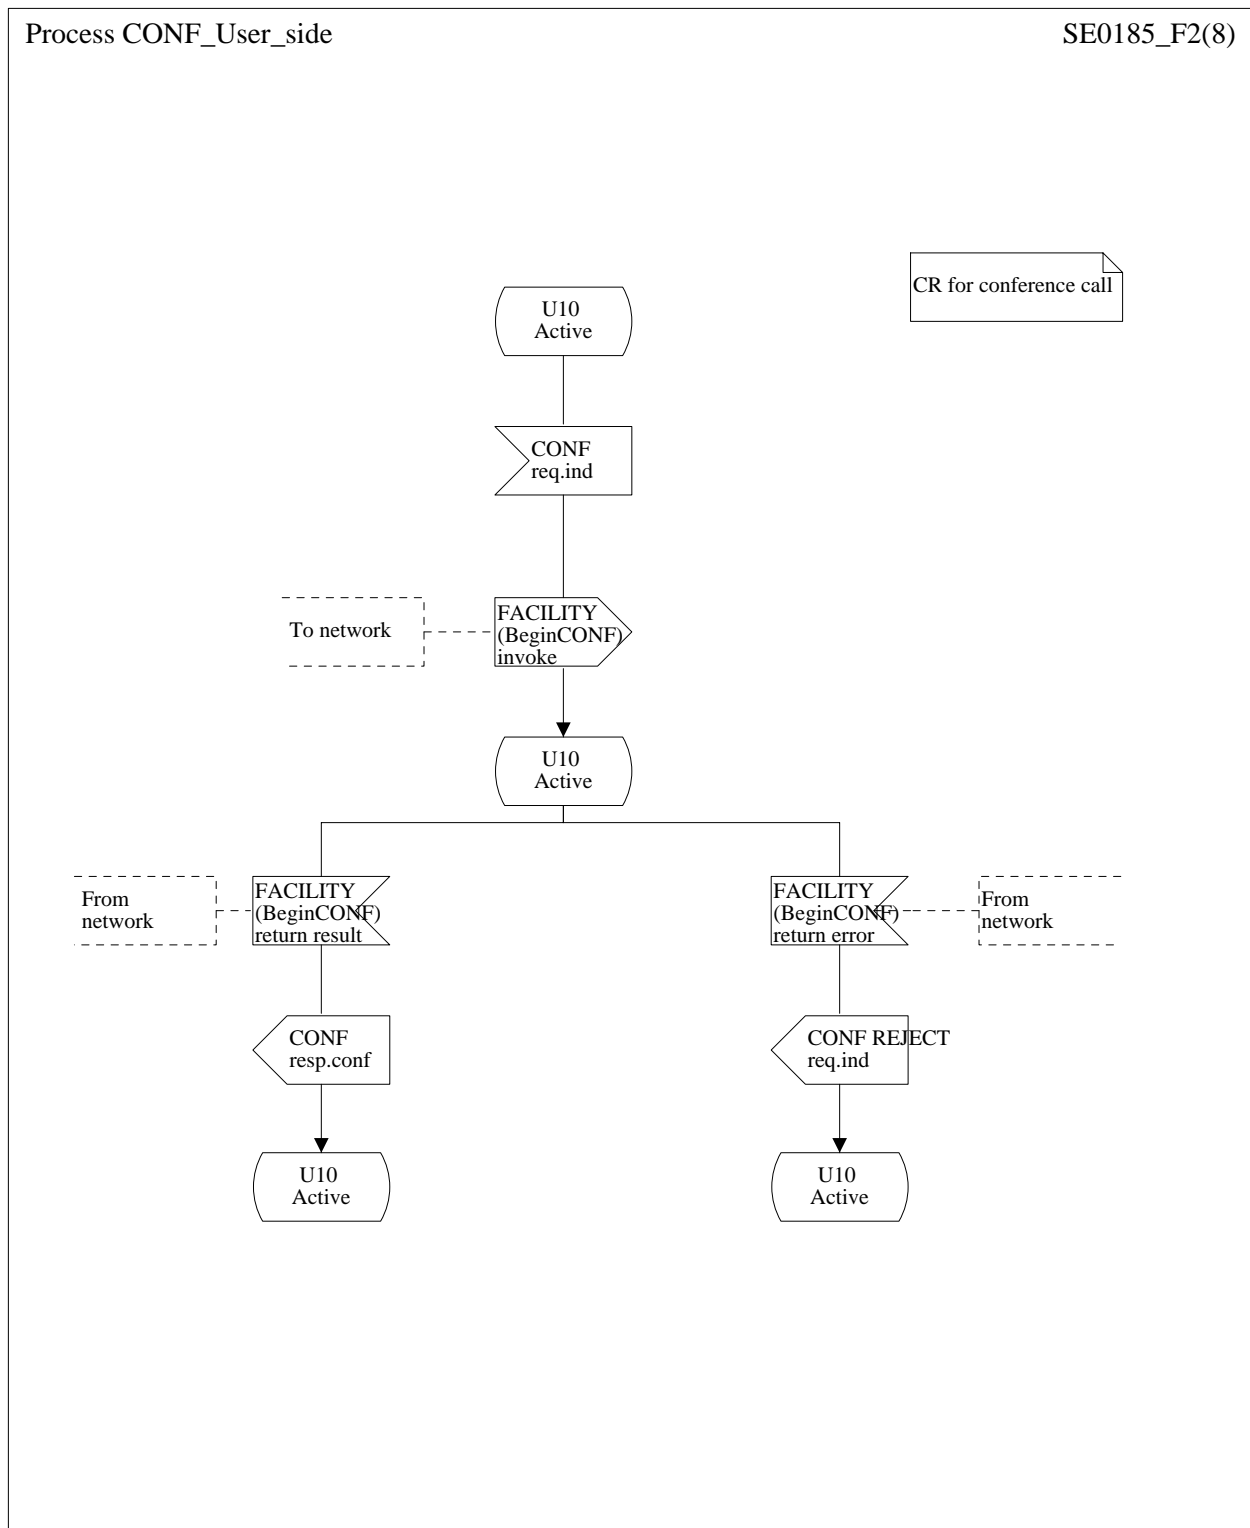 Process CONF_User_side
SE0185_F2(8)
CR for conference call
U10
Active
CONF
req.ind
To network
FACILITY
(BeginCONF)
invoke
U10
Active
From
network
FACILITY
(BeginCONF)
return result
FACILITY
(BeginCONF)
return error
From
network
CONF
resp.conf
CONF REJECT
req.ind
U10
Active
U10
Active